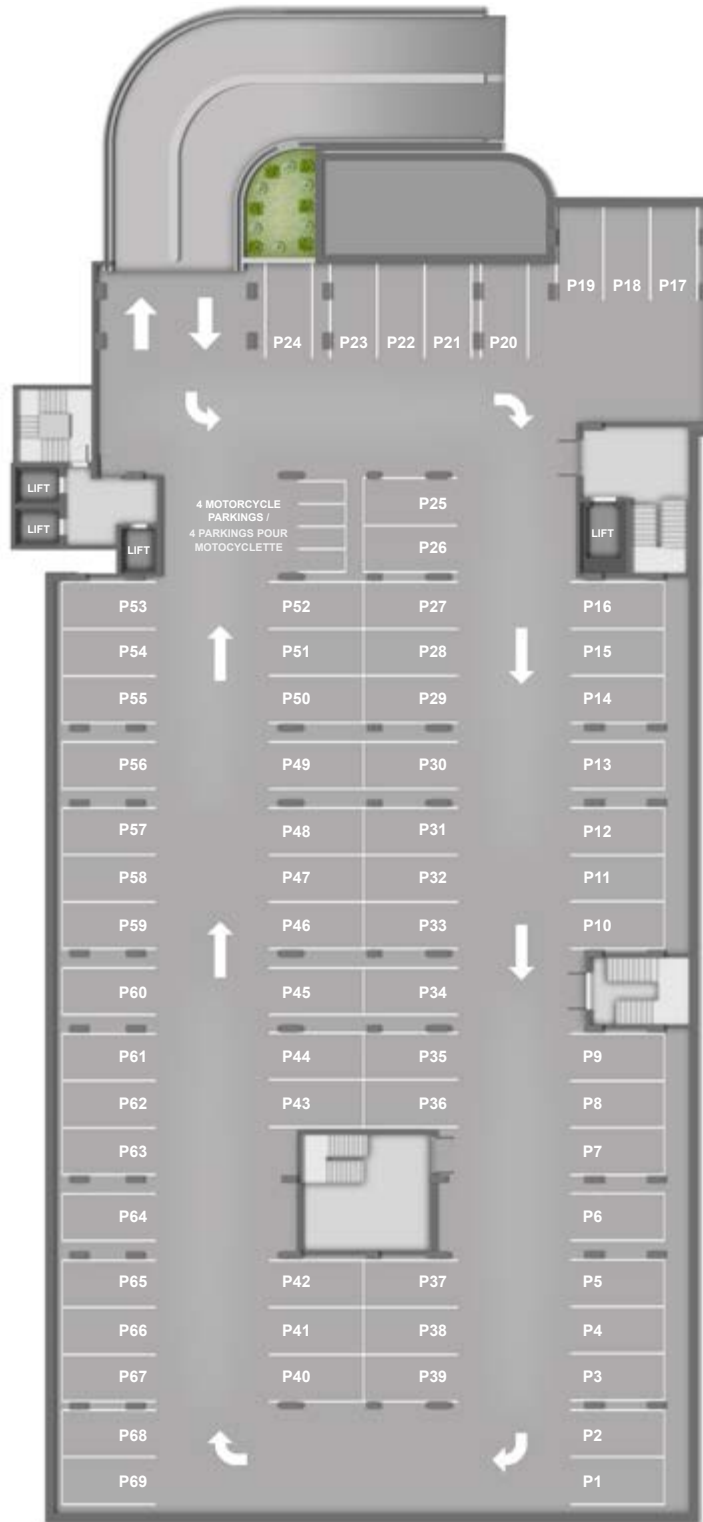 P19 P18 P17
P24 P23 P22 P21 P20
LIFT
LIFT
LIFT
LIFT
4 MOTORCYCLE
PARKINGS /
4 PARKINGS POUR
MOTOCYCLETTE
P25
P26
P53 P52 P27 P16
P54 P51 P28 P15
P55 P50 P29 P14
P56 P49 P30 P13
P57 P48 P31 P12
P58 P47 P32 P11
P59 P46 P33 P10
P60 P45 P34
P61 P44 P35 P9
P62 P43 P36 P8
P63 P7
P64 P6
P65 P42 P37 P5
P66 P41 P38 P4
P67 P40 P39 P3
P68 P2
P69 P1